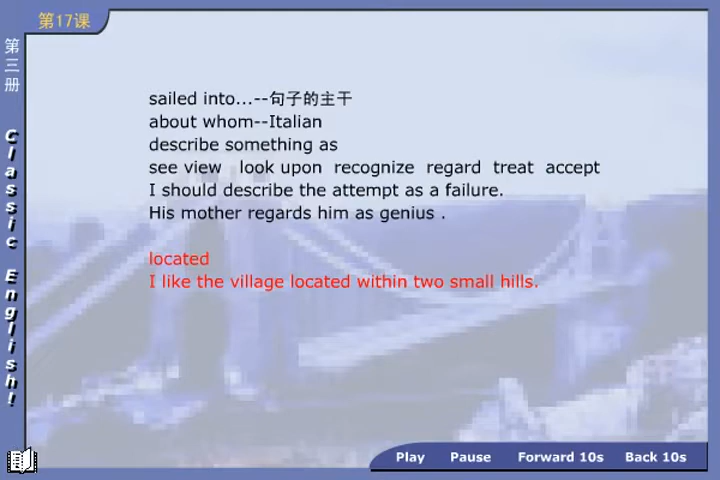 第17课
第三册
Classic English!
sailed into...--句子的主干
about whom--Italian
describe something as
see view look upon recognize regard treat accept
I should describe the attempt as a failure.
His mother regards him as genius .
located
I like the village located within two small hills.
Play Pause Forward 10s Back 10s